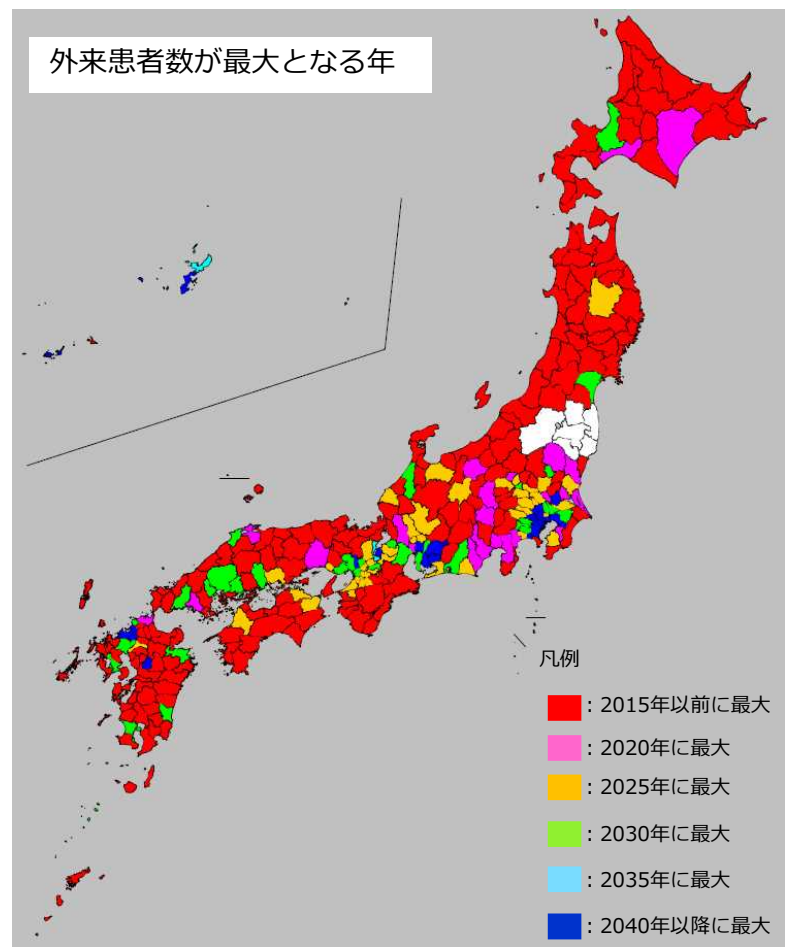 外来患者数が最大となる年
凡例
：2015年以前に最大
：2020年に最大
：2025年に最大
：2030年に最大
：2035年に最大
：2040年以降に最大